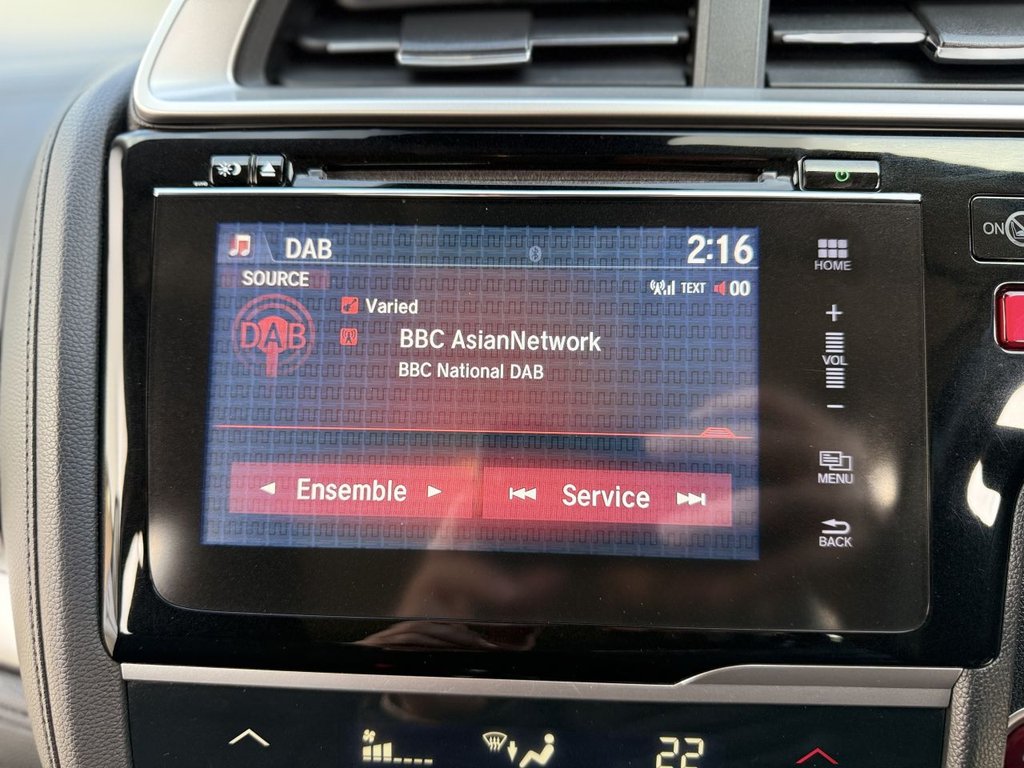 DAB
2:16
SOURCE
TEXT 00
Varied
DAB
BBC AsianNetwork
BBC National DAB
Ensemble
Service
HOME
+
VOL
-
MENU
BACK
ON
22